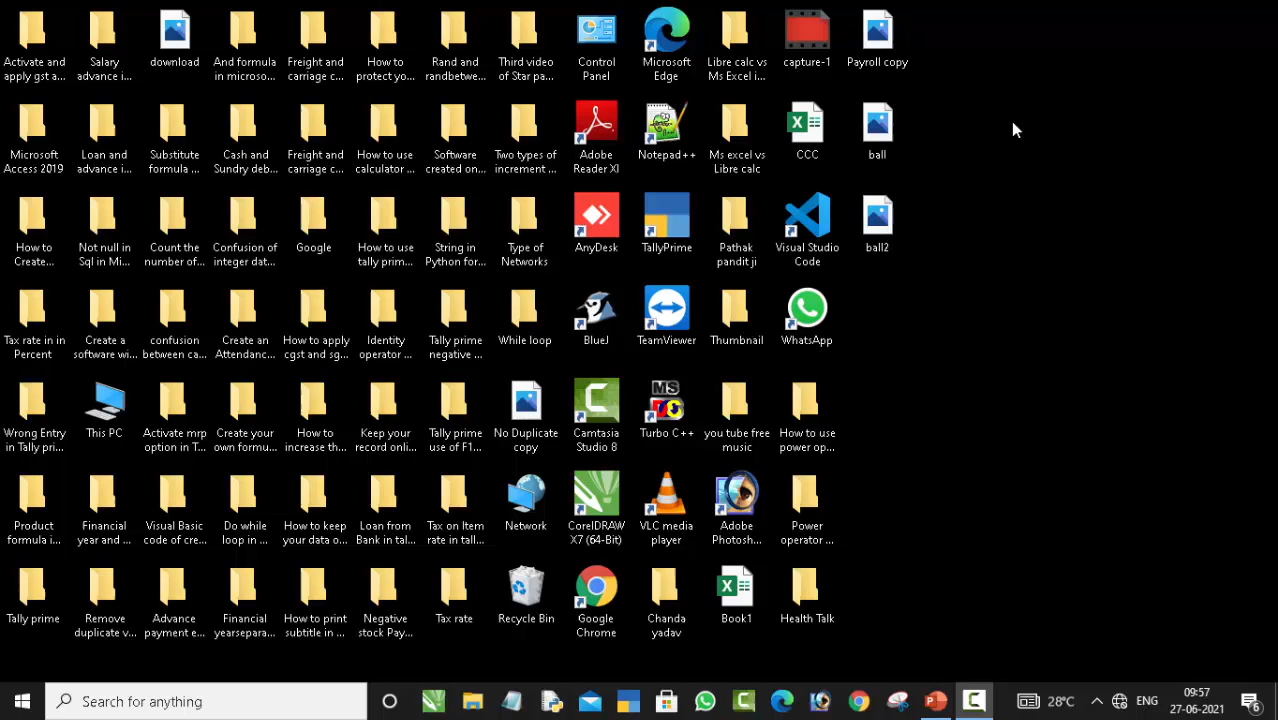 Activate and
apply gst a...
Salary
advance i...
download
And formula
in microso...
Freight and
carriage c...
How to
protect yo...
Rand and
randbetwe...
Third video
of Star pa...
Control
Panel
Microsoft
Edge
Libre calc vs
Ms Excel i...
capture-1
Payroll copy
Microsoft
Access 2019
Loan and
advance i...
Substitute
formula ...
Cash and
Sundry deb...
Freight and
carriage c...
How to use
calculator ...
Software
created on...
Two types of
increment ...
Adobe
Reader XI
Notepad++
Ms excel vs
Libre calc
CCC
ball
How to
Create...
Not null in
Sql in Mi...
Count the
number of...
Confusion of
integer dat...
Google
How to use
tally prim...
String in
Python for...
Type of
Networks
AnyDesk
TallyPrime
Pathak
pandit ji
Visual Studio
Code
ball2
Tax rate in in
Percent
Create a
software wi...
confusion
between ca...
Create an
Attendanc...
How to apply
cgst and sg...
Identity
operator ...
Tally prime
negative ...
While loop
BlueJ
TeamViewer
Thumbnail
WhatsApp
Wrong Entry
in Tally pri...
This PC
Activate mrp
option in T...
Create your
own formu...
How to
increase th...
Keep your
record onli...
Tally prime
use of F1...
No Duplicate
copy
Camtasia
Studio 8
MS
Turbo C++
you tube free
music
How to use
power op...
Product
formula i...
Financial
year and ...
Visual Basic
code of cre...
Do while
loop in ...
How to keep
your data o...
Loan from
Bank in tal...
Tax on Item
rate in tall...
Network
CorelDRAW
X7 (64-Bit)
VLC media
player
Adobe
Photosh...
Power
operator ...
Tally prime
Remove
duplicate v...
Advance
payment e...
Financial
yearsepara...
How to print
subtitle in ...
Negative
stock Pay...
Tax rate
Recycle Bin
Google
Chrome
Chanda
yadav
Book1
Health Talk
Search for anything
28°C
ENG
09:57
27-06-2021
6